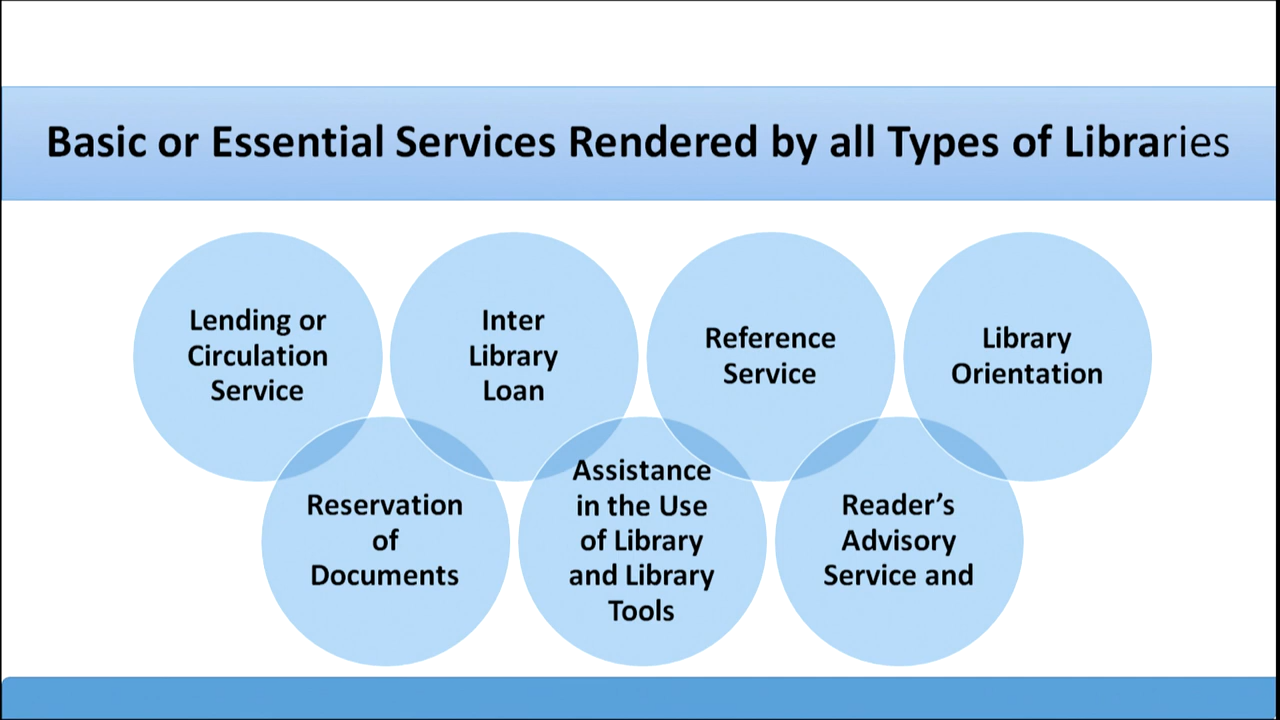 Basic or Essential Services Rendered by all Types of Libraries
Lending or
Circulation
Service
Inter
Library
Loan
Reference
Service
Library
Orientation
Reservation
of
Documents
Assistance
in the Use
of Library
and Library
Tools
Reader’s
Advisory
Service and